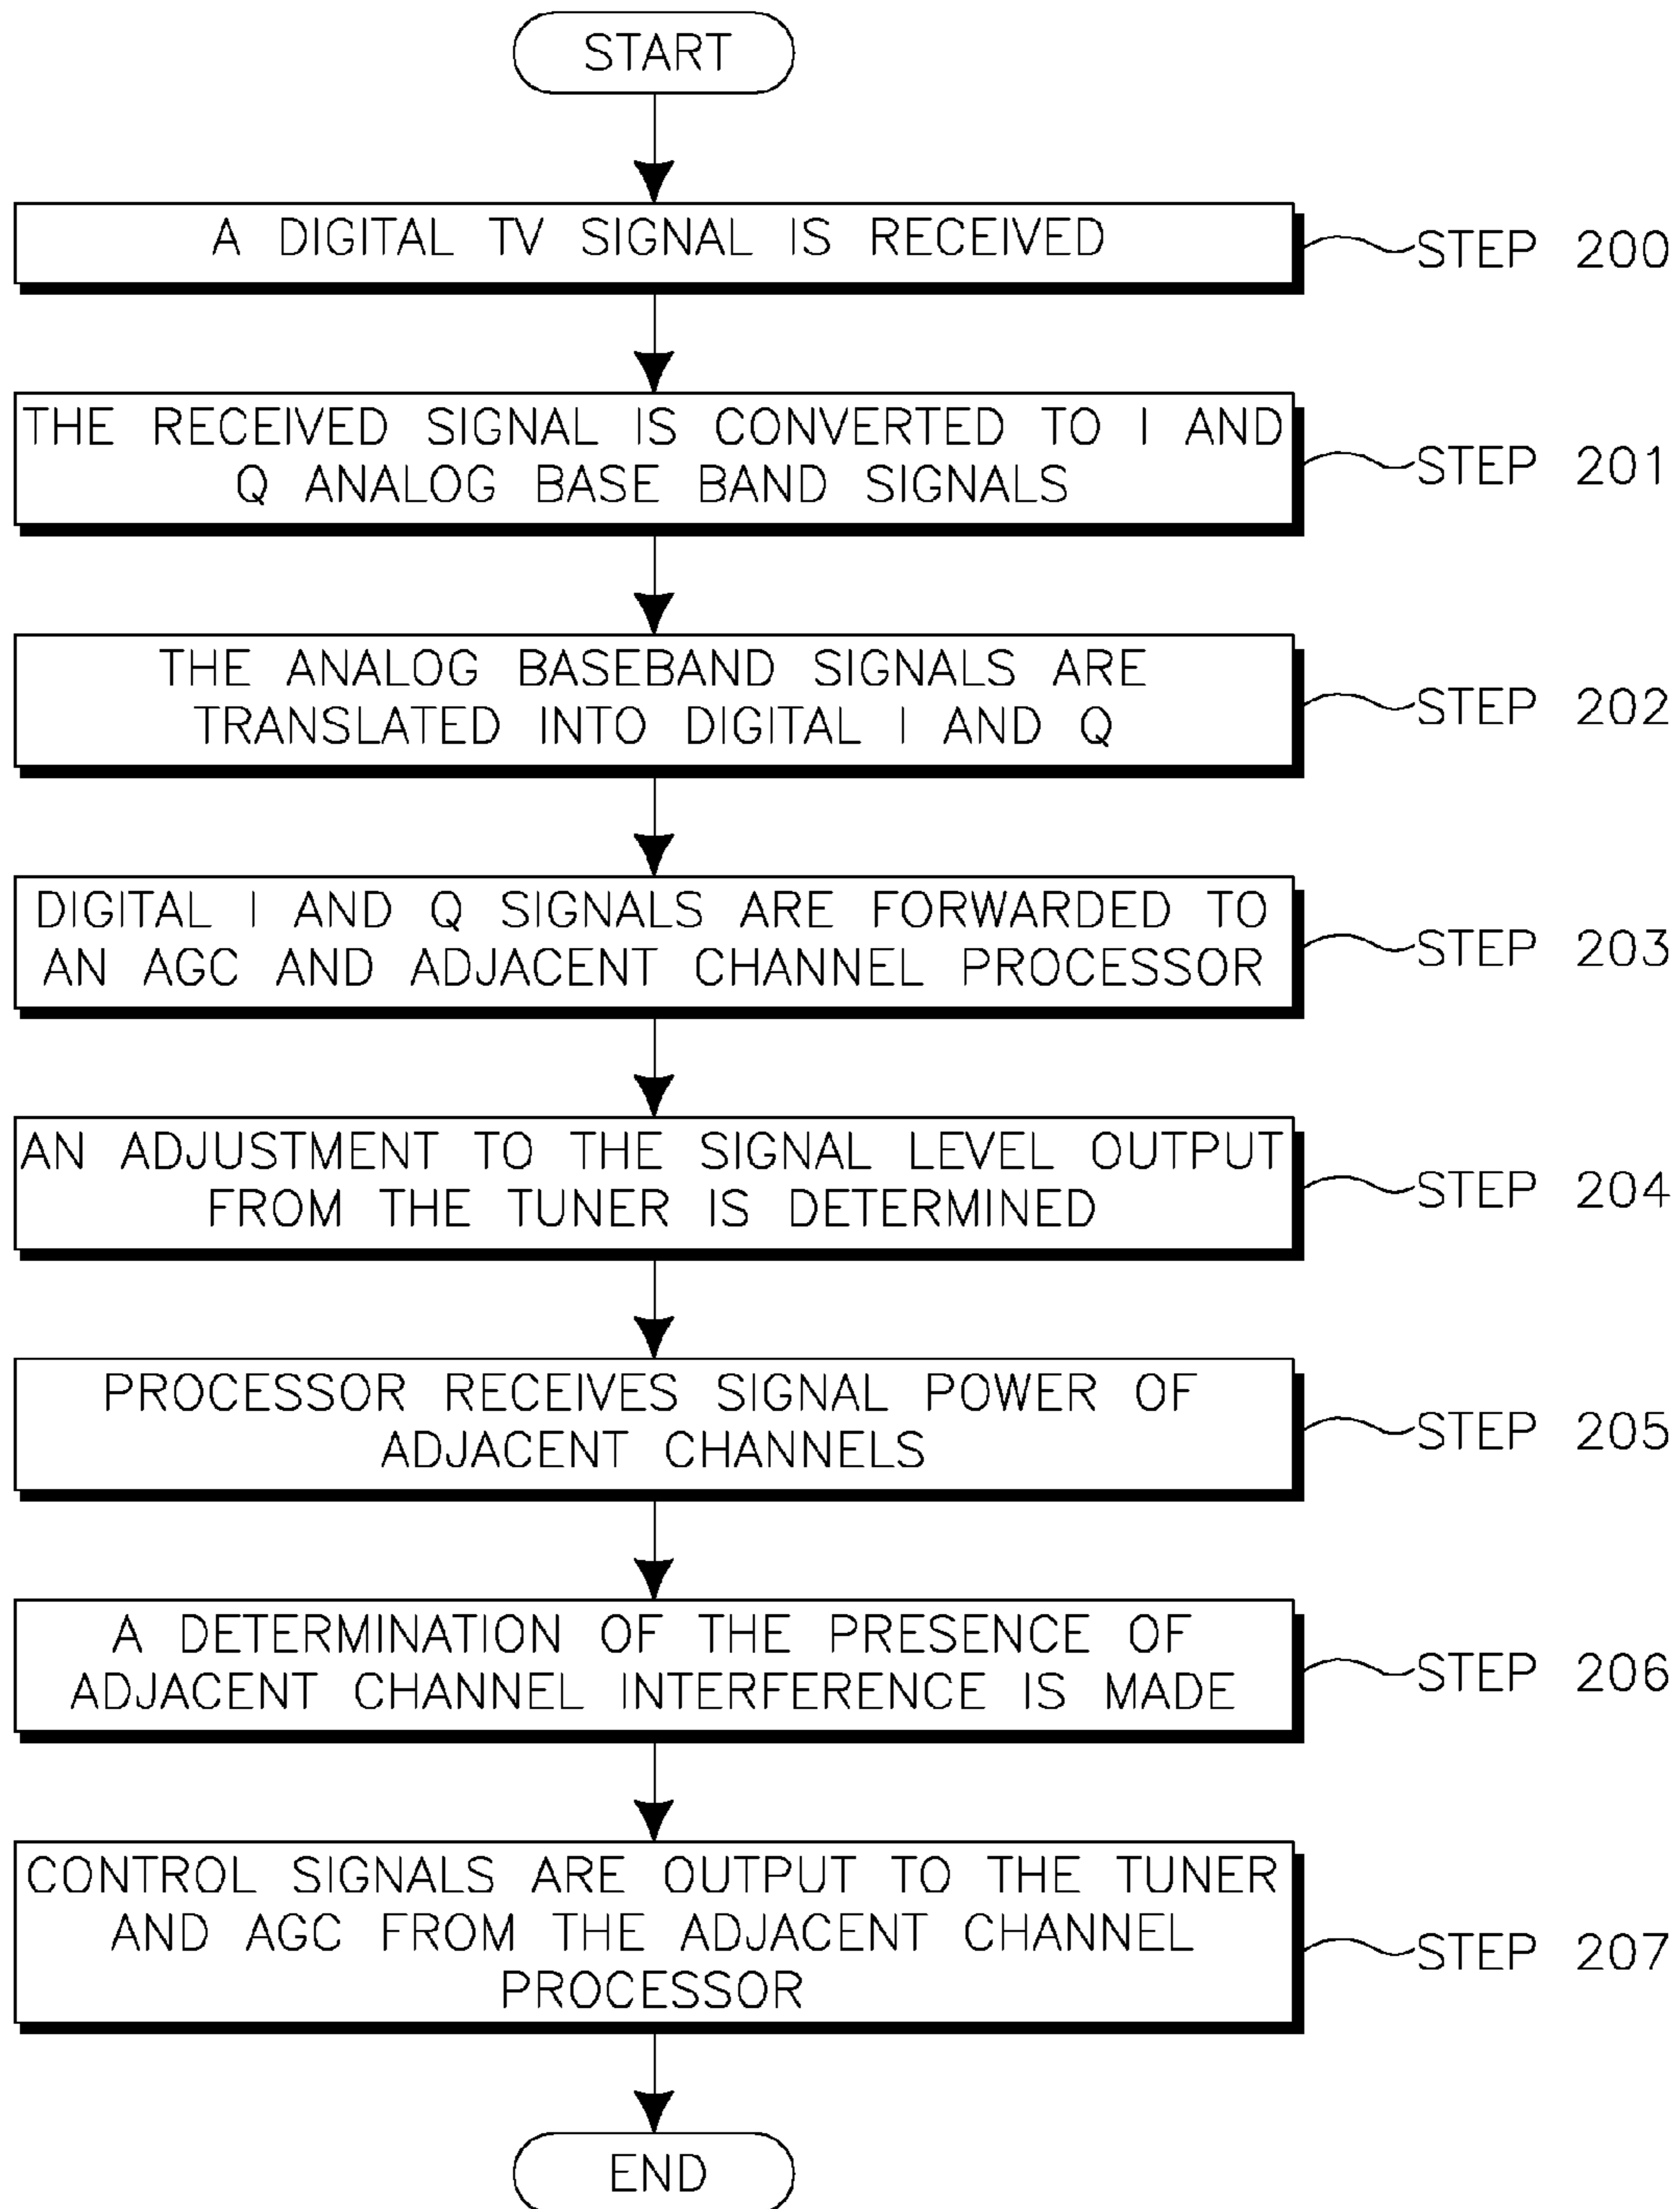 START
A DIGITAL TV SIGNAL IS RECEIVED
STEP 200
THE RECEIVED SIGNAL IS CONVERTED TO I AND
Q ANALOG BASE BAND SIGNALS
STEP 201
THE ANALOG BASEBAND SIGNALS ARE
TRANSLATED INTO DIGITAL I AND Q
STEP 202
DIGITAL I AND Q SIGNALS ARE FORWARDED TO
AN AGC AND ADJACENT CHANNEL PROCESSOR
STEP 203
AN ADJUSTMENT TO THE SIGNAL LEVEL OUTPUT
FROM THE TUNER IS DETERMINED
STEP 204
PROCESSOR RECEIVES SIGNAL POWER OF
ADJACENT CHANNELS
STEP 205
A DETERMINATION OF THE PRESENCE OF
ADJACENT CHANNEL INTERFERENCE IS MADE
STEP 206
CONTROL SIGNALS ARE OUTPUT TO THE TUNER
AND AGC FROM THE ADJACENT CHANNEL
PROCESSOR
STEP 207
END